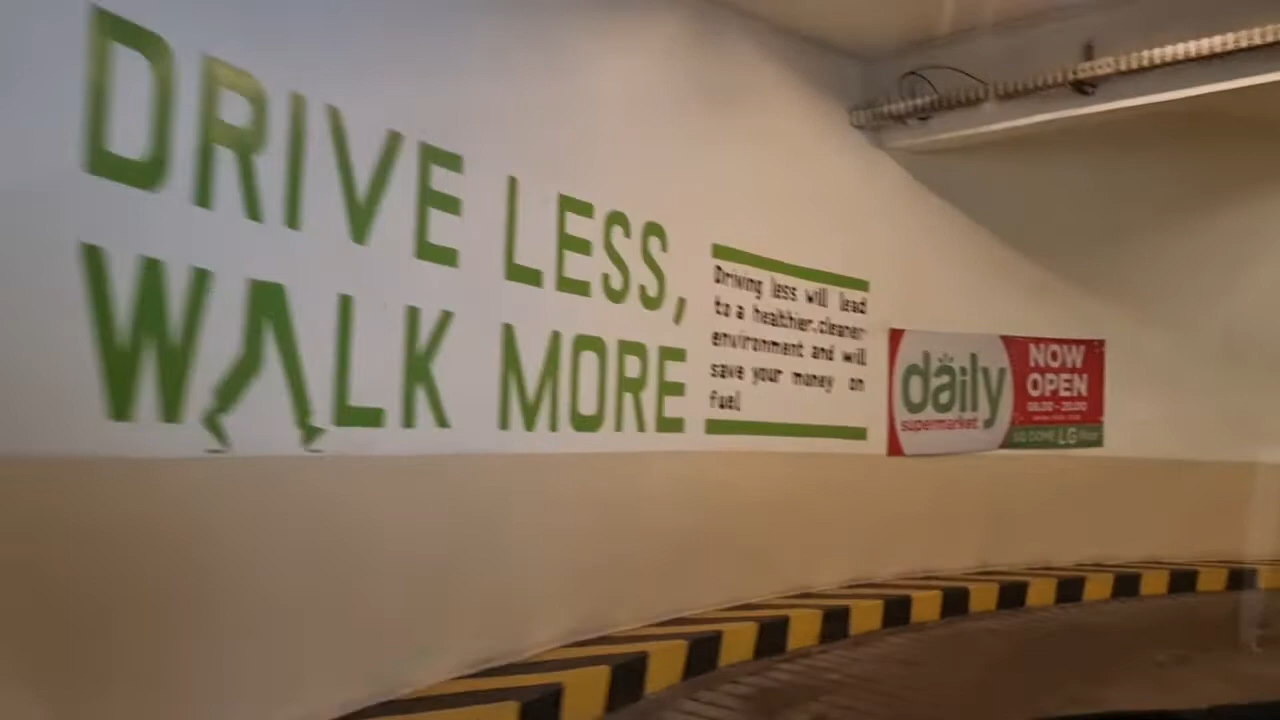 DRIVE LESS,
WALK MORE
Driving less will lead
to a healthier,cleaner
environment and will
save your money on
fuel
daily
supermarket
NOW
OPEN
LG